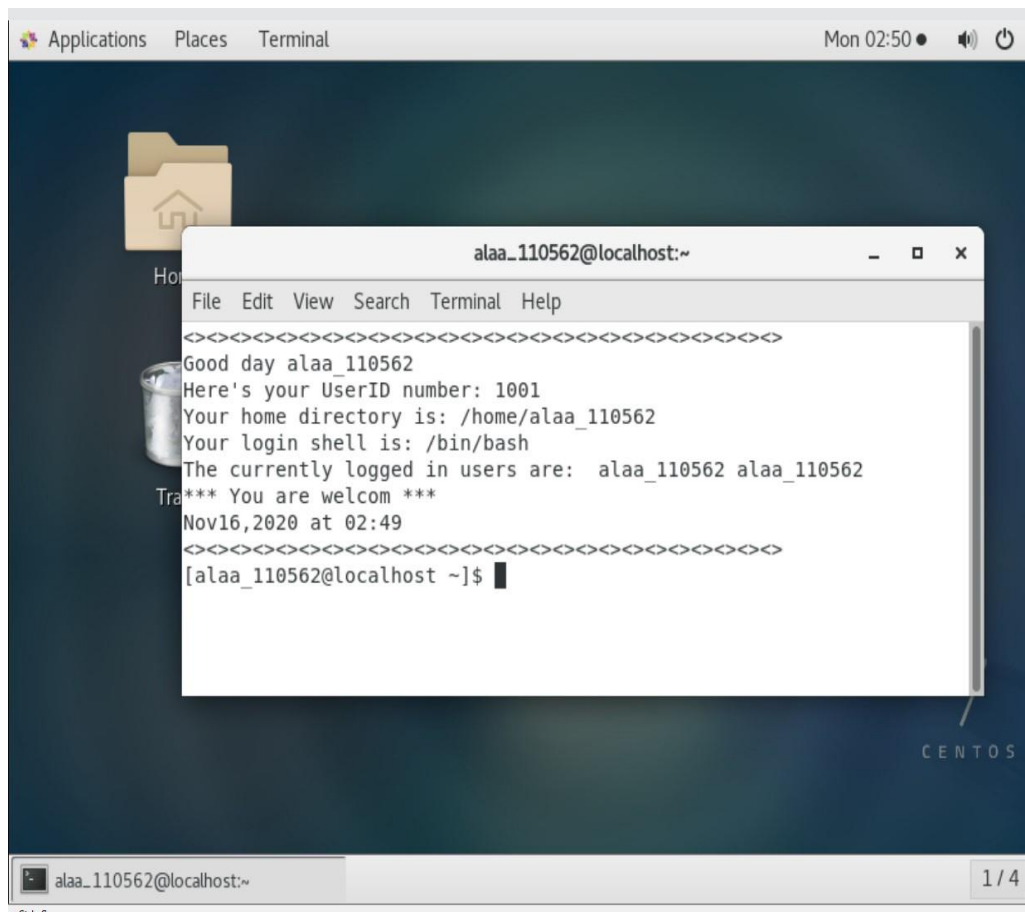 Applications Places Terminal Mon 02:50
Ho
alaa_110562@localhost:~
File Edit View Search Terminal Help
<><><><><><><><><><><><><><><><><><><><><><><><><><>
Good day alaa_110562
Here's your UserID number: 1001
Your home directory is: /home/alaa_110562
Your login shell is: /bin/bash
The currently logged in users are:  alaa_110562 alaa_110562
Tra
*** You are welcom ***
Nov16,2020 at 02:49
<><><><><><><><><><><><><><><><><><><><><><><><><><>
[alaa_110562@localhost ~]$
CENTOS
alaa_110562@localhost:~ 1 / 4